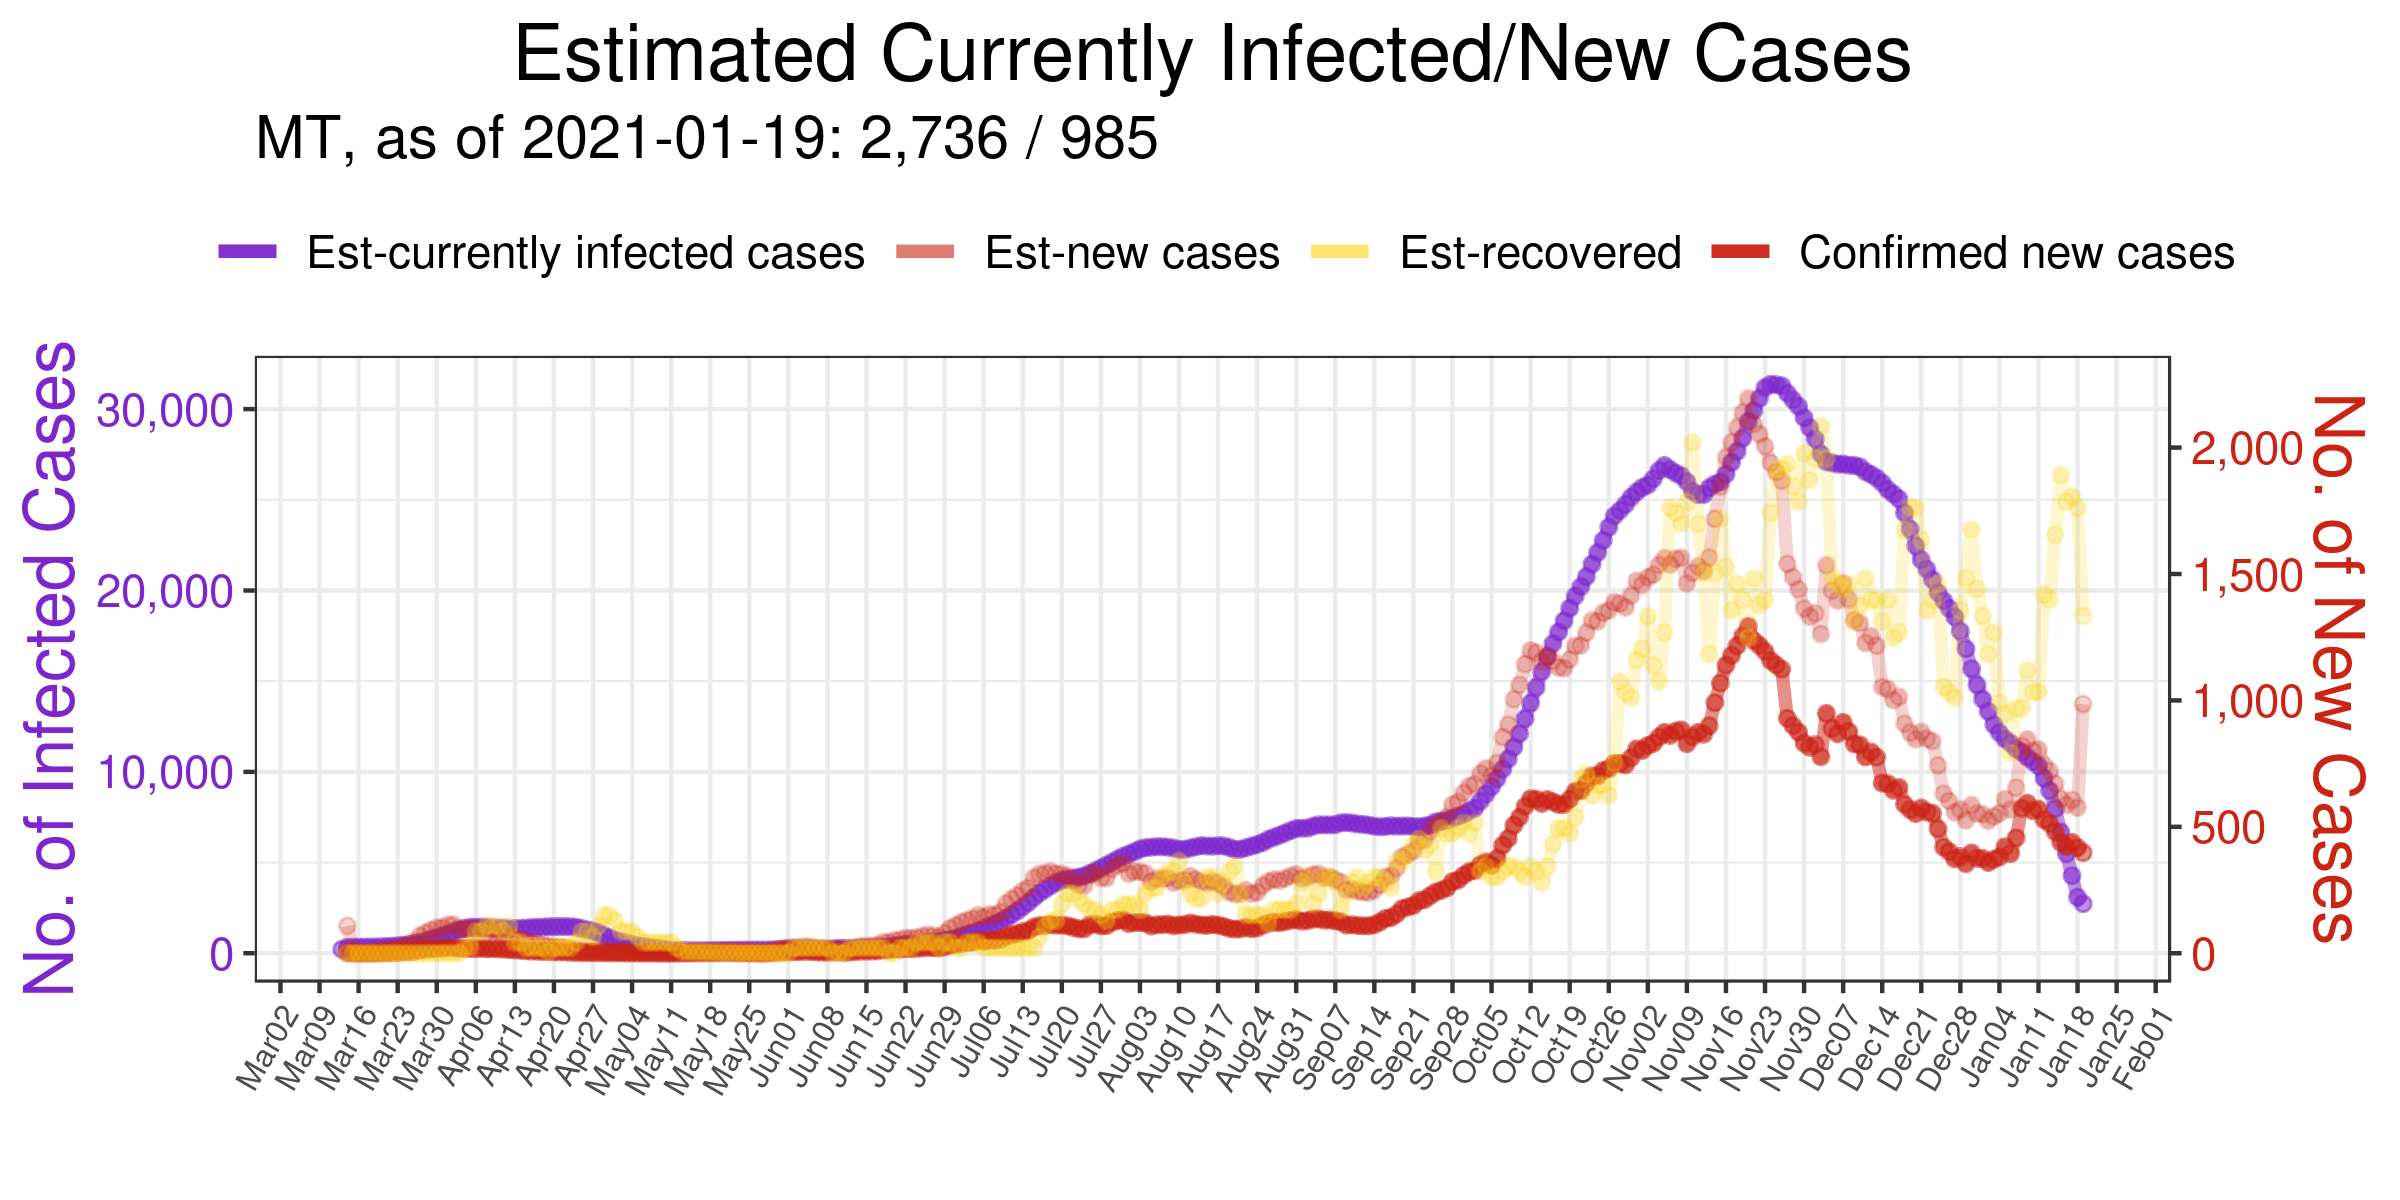 Estimated Currently Infected/New Cases
MT, as of 2021-01-19: 2,736 / 985
Est-currently infected cases Est-new cases Est-recovered Confirmed new cases
No. of Infected Cases
30,000
20,000
10,000
0
2,000
1,500
1,000
500
0
No. of New Cases
Mar02 Mar09 Mar16 Mar23 Mar30 Apr06 Apr13 Apr20 Apr27 May04 May11 May18 May25 Jun01 Jun08 Jun15 Jun22 Jun29 Jul06 Jul13 Jul20 Jul27 Aug03 Aug10 Aug17 Aug24 Aug31 Sep07 Sep14 Sep21 Sep28 Oct05 Oct12 Oct19 Oct26 Nov02 Nov09 Nov16 Nov23 Nov30 Dec07 Dec14 Dec21 Dec28 Jan04 Jan11 Jan18 Jan25 Feb01